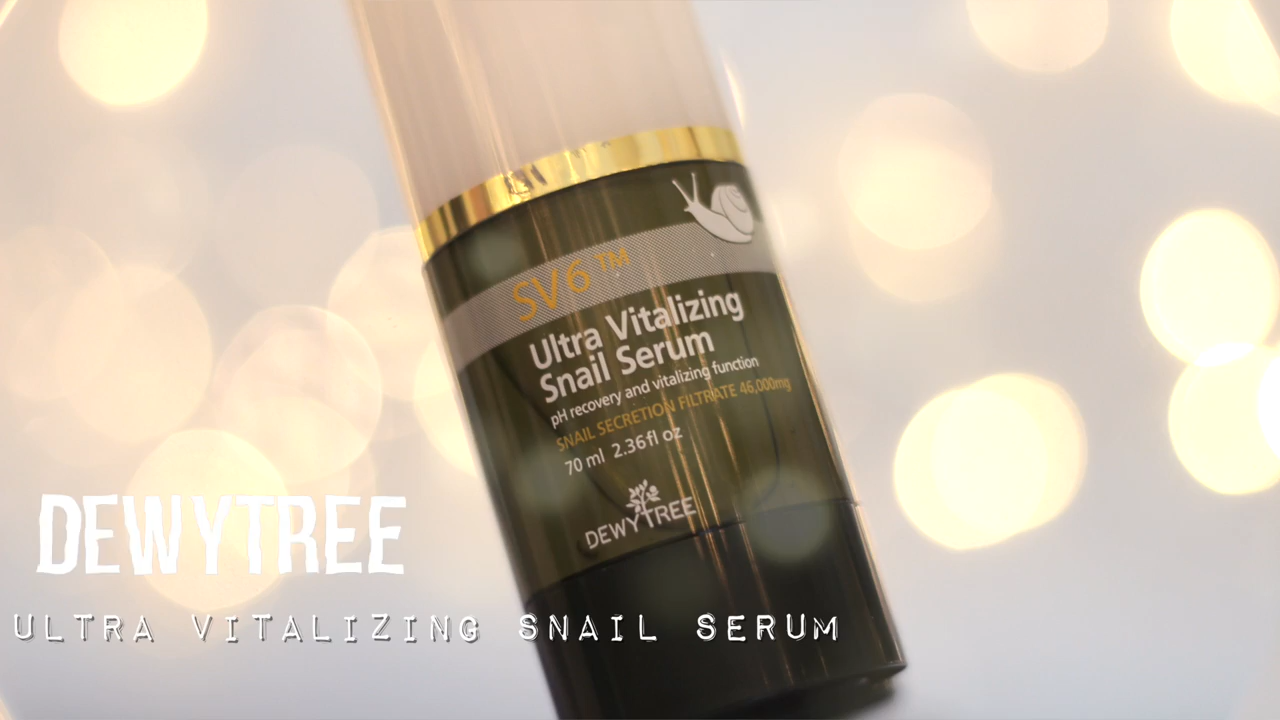 SV6™
Ultra Vitalizing
Snail Serum
pH recovery and vitalizing function
SNAIL SECRETION FILTRATE 46,000mg
70 ml 2.36fl oz
DEWYTREE
DEWYTREE
ULTRA VITALIZING SNAIL SERUM